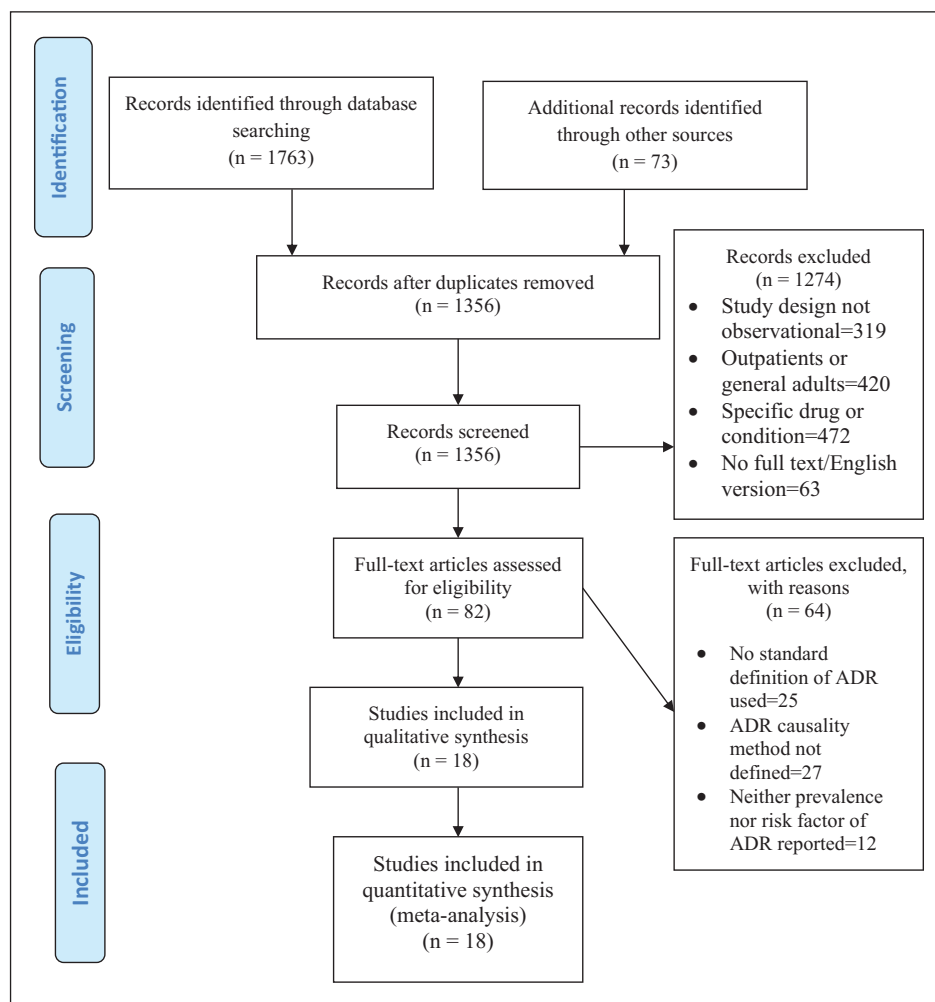 Identification
Records identified through database
searching
(n = 1763)
Additional records identified
through other sources
(n = 73)
Records after duplicates removed
(n = 1356)
Screening
Records screened
(n = 1356)
Records excluded
(n = 1274)
• Study design not
observational=319
• Outpatients or
general adults=420
• Specific drug or
condition=472
• No full text/English
version=63
Eligibility
Full-text articles assessed
for eligibility
(n = 82)
Full-text articles excluded,
with reasons
(n = 64)
• No standard
definition of ADR
used=25
• ADR causality
method not
defined=27
• Neither prevalence
nor risk factor of
ADR reported=12
Studies included in
qualitative synthesis
(n = 18)
Included
Studies included in
quantitative synthesis
(meta-analysis)
(n = 18)